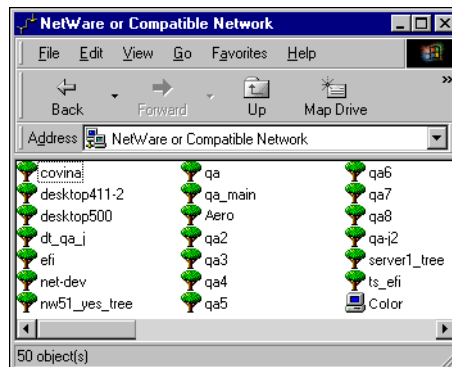 NetWare or Compatible Network
File Edit View Go Favorites Help
Back Forward Up Map Drive »
Address NetWare or Compatible Network
covina qa qa6
desktop411-2 qa_main qa7
desktop500 Aero qa8
dt_qa_j qa2 qa-j2
efi qa3 server1_tree
net-dev qa4 ts_efi
nw51_yes_tree qa5 Color
50 object(s)